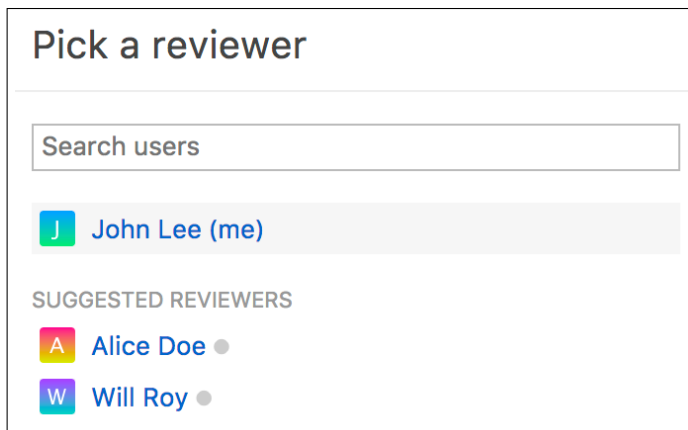 Pick a reviewer
Search users
J John Lee (me)
SUGGESTED REVIEWERS
A Alice Doe
W Will Roy